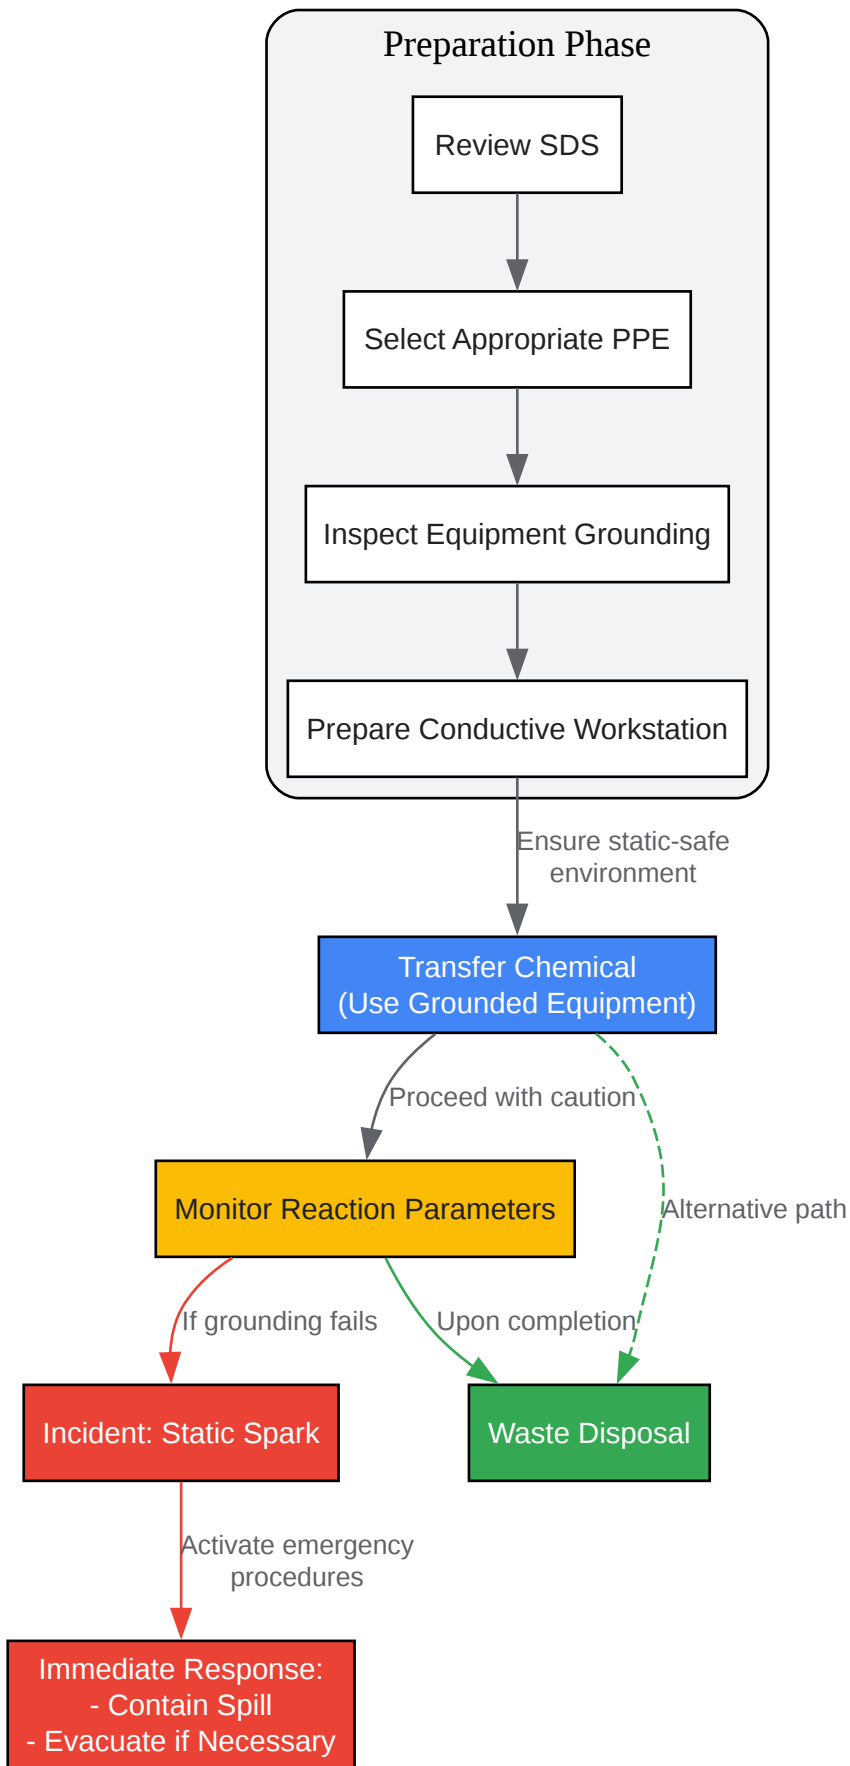 Preparation Phase
Review SDS
Select Appropriate PPE
Inspect Equipment Grounding
Prepare Conductive Workstation
Ensure static-safe
environment
Transfer Chemical
(Use Grounded Equipment)
Proceed with caution
Monitor Reaction Parameters
Alternative path
If grounding fails
Upon completion
Incident: Static Spark
Waste Disposal
Activate emergency
procedures
Immediate Response:
- Contain Spill
- Evacuate if Necessary